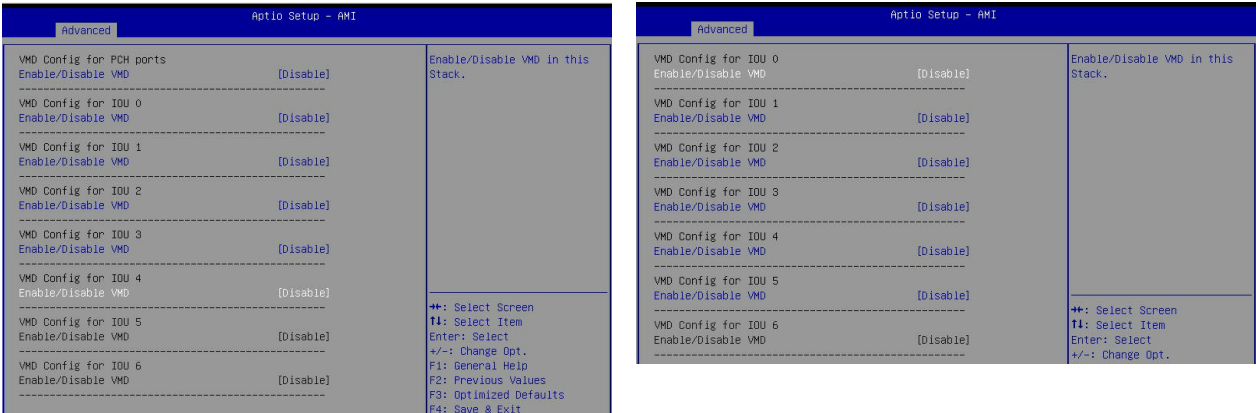 Aptio Setup - AMI
Advanced
VMD Config for PCH ports
Enable/Disable VMD [Disable]
VMD Config for IOU 0
Enable/Disable VMD [Disable]
VMD Config for IOU 1
Enable/Disable VMD [Disable]
VMD Config for IOU 2
Enable/Disable VMD [Disable]
VMD Config for IOU 3
Enable/Disable VMD [Disable]
VMD Config for IOU 4
Enable/Disable VMD [Disable]
VMD Config for IOU 5
Enable/Disable VMD [Disable]
VMD Config for IOU 6
Enable/Disable VMD [Disable]
Enable/Disable VMD in this
Stack.
→←: Select Screen
↑↓: Select Item
Enter: Select
+/-: Change Opt.
F1: General Help
F2: Previous Values
F3: Optimized Defaults
F4: Save & Exit
Aptio Setup - AMI
Advanced
VMD Config for IOU 0
Enable/Disable VMD [Disable]
VMD Config for IOU 1
Enable/Disable VMD [Disable]
VMD Config for IOU 2
Enable/Disable VMD [Disable]
VMD Config for IOU 3
Enable/Disable VMD [Disable]
VMD Config for IOU 4
Enable/Disable VMD [Disable]
VMD Config for IOU 5
Enable/Disable VMD [Disable]
VMD Config for IOU 6
Enable/Disable VMD [Disable]
Enable/Disable VMD in this
Stack.
→←: Select Screen
↑↓: Select Item
Enter: Select
+/-: Change Opt.